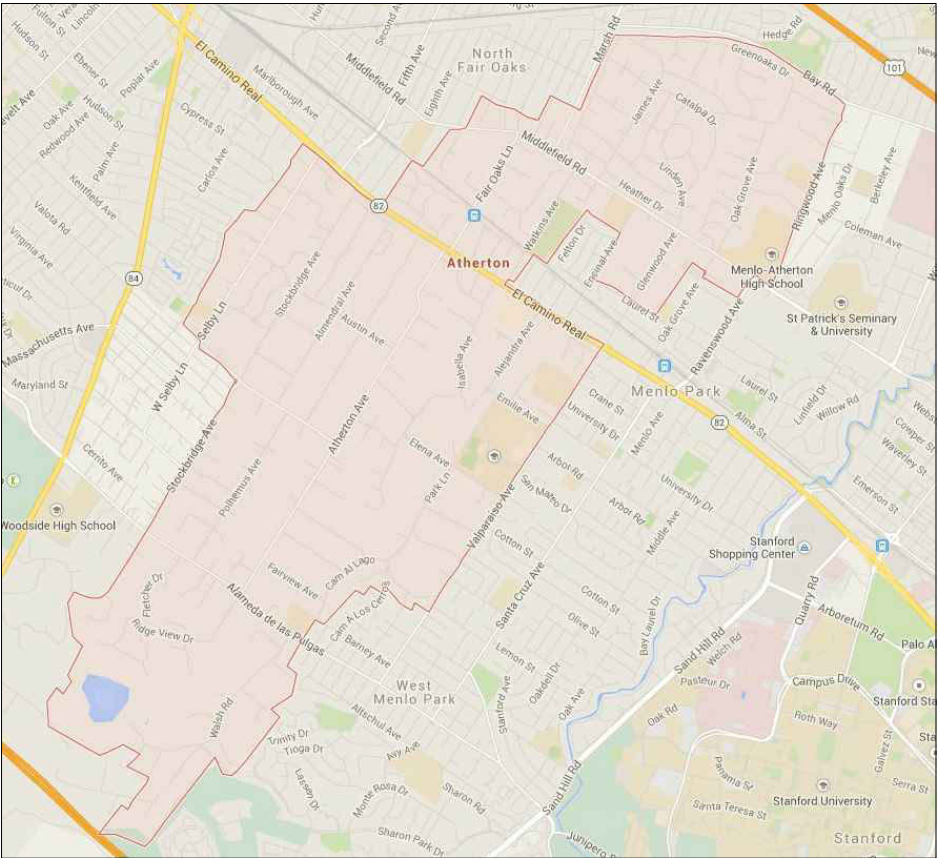 Fulton St
Lincoln
Hudson St
Ebener St
Poplar Ave
Oak Ave
Hudson St
Redwood Ave
Palm Ave
Cypress St
Carlos Ave
Kentfield Ave
Valota Rd
Virginia Ave
Massachusetts Ave
Maryland St
84
El Camino Real
Marlborough Ave
Middlefield Rd
Second A
Fifth Ave
Eighth Ave
North
Fair Oaks
Marsh Rd
Hedge Rd
Greenoaks Dr
Bay Rd
101
James Ave
Catalpa Dr
Middlefield Rd
Fair Oaks Ln
Linden Ave
Heather Dr
Oak Grove Ave
Ringwood Ave
Menlo Oaks Dr
Berkeley Ave
Coleman Ave
82
Watkins Ave
Felton Dr
Encinal Ave
Glenwood Ave
Atherton
Menlo-Atherton
High School
El Camino Real
Laurel St
Oak Grove Ave
Ravenswood Ave
St Patrick's Seminary
& University
Selby Ln
Stockbridge Ave
Almendral Ave
Austin Ave
Isabella Ave
Alejandra Ave
W Selby Ln
Menlo Park
Laurel St
Linfield Dr
Willow Rd
Alma St
82
Emilie Ave
Crane St
University Dr
Menlo Ave
Cowper St
Waverley St
Emerson St
Atherton Ave
Elena Ave
Park Ln
Polhemus Ave
Stockbridge Ave
Cerrito Ave
Woodside High School
Arbor Rd
San Mateo Dr
Arbor Rd
University Dr
Middle Ave
Valparaiso Ave
Cotton St
Stanford
Shopping Center
Santa Cruz Ave
Cotton St
Olive St
Bay Laurel Dr
Quarry Rd
Arboretum Rd
Palo Al
Cam Al Lago
Fairview Ave
Fletcher Dr
Alameda de las Pulgas
Cam A Los Cerros
Ridge View Dr
Barney Ave
Lemon St
Oakdell Dr
Sand Hill Rd
Welch Rd
Pasteur Dr
Campus Drive
Stanford Sta
West
Menlo Park
Stanford Ave
Oak Ave
Oak Rd
Roth Way
Galvez St
Sta
Walsh Rd
Altschul Ave
Trinity Dr
Tioga Dr
Avy Ave
Lassen Dr
Monte Rosa Dr
Sharon Rd
Sand Hill Rd
Panama St
Stanford University
Serra St
Santa Teresa St
Sharon Park Dr
Junipero
Stanford